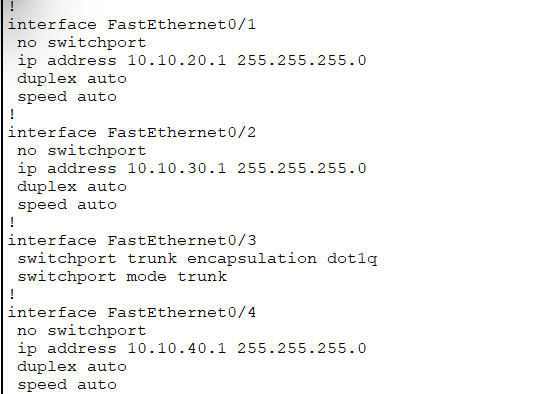 !
interface FastEthernet0/1
 no switchport
 ip address 10.10.20.1 255.255.255.0
 duplex auto
 speed auto
!
interface FastEthernet0/2
 no switchport
 ip address 10.10.30.1 255.255.255.0
 duplex auto
 speed auto
!
interface FastEthernet0/3
 switchport trunk encapsulation dot1q
 switchport mode trunk
!
interface FastEthernet0/4
 no switchport
 ip address 10.10.40.1 255.255.255.0
 duplex auto
 speed auto